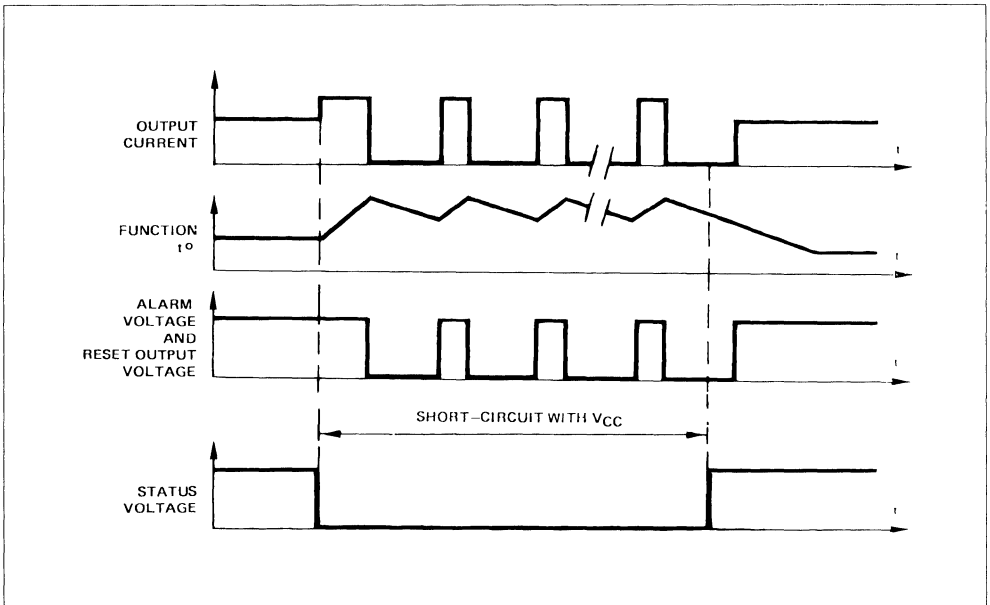 OUTPUT
CURRENT
t
FUNCTION
t°
t
ALARM
VOLTAGE
AND
RESET OUTPUT
VOLTAGE
t
SHORT-CIRCUIT WITH VCC
STATUS
VOLTAGE
t